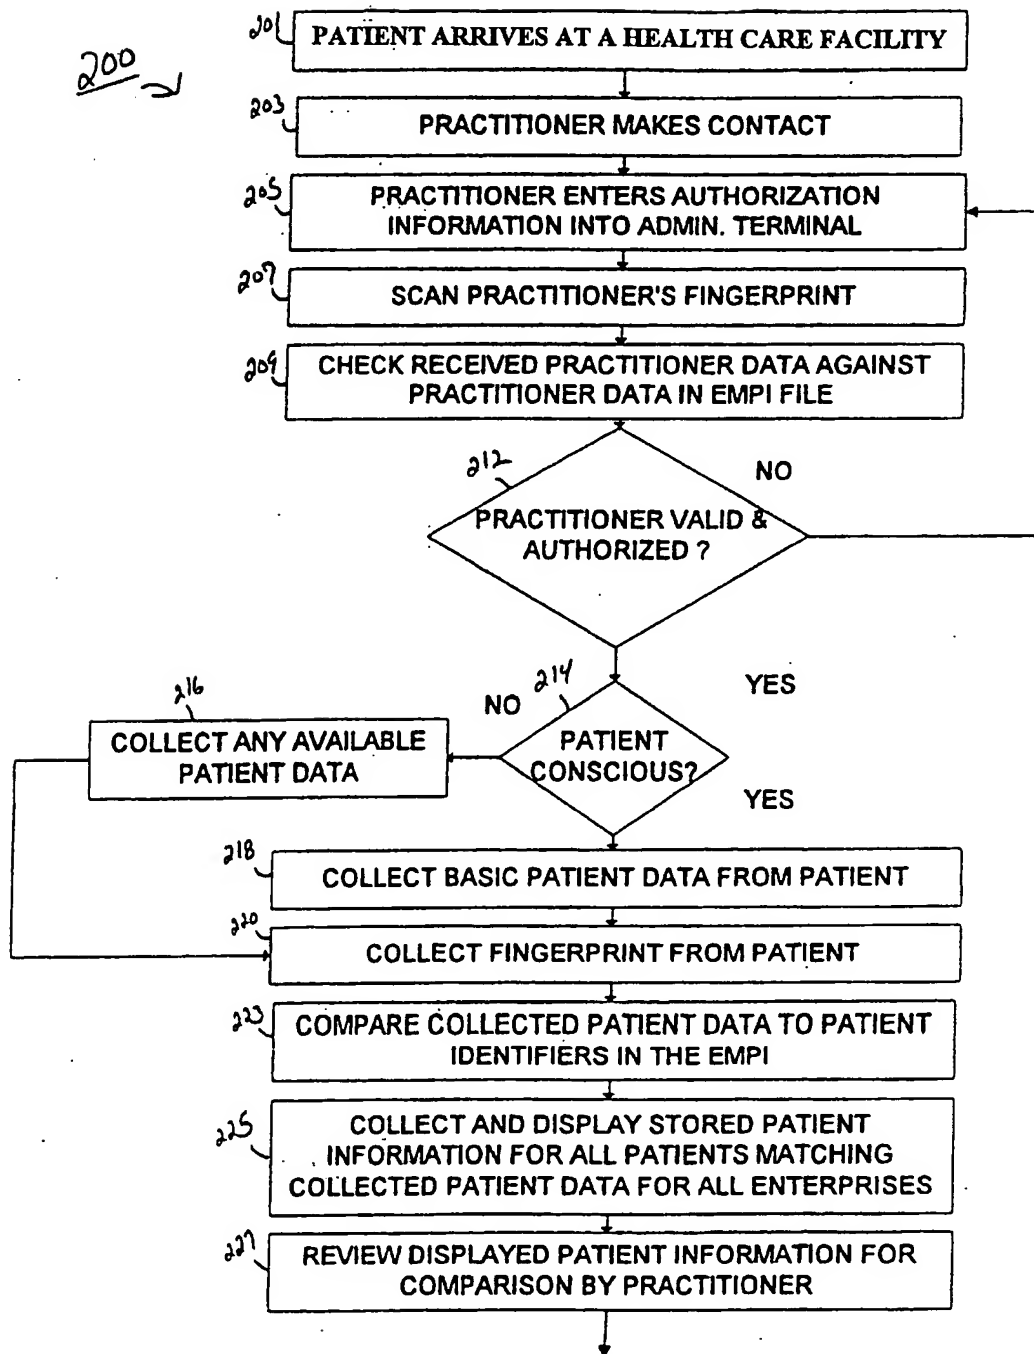 200
201
PATIENT ARRIVES AT A HEALTH CARE FACILITY
203
PRACTITIONER MAKES CONTACT
205
PRACTITIONER ENTERS AUTHORIZATION
INFORMATION INTO ADMIN. TERMINAL
207
SCAN PRACTITIONER'S FINGERPRINT
209
CHECK RECEIVED PRACTITIONER DATA AGAINST
PRACTITIONER DATA IN EMPI FILE
212
NO
PRACTITIONER VALID &
AUTHORIZED ?
214
YES
216
NO
COLLECT ANY AVAILABLE
PATIENT DATA
PATIENT
CONSCIOUS?
YES
218
COLLECT BASIC PATIENT DATA FROM PATIENT
220
COLLECT FINGERPRINT FROM PATIENT
223
COMPARE COLLECTED PATIENT DATA TO PATIENT
IDENTIFIERS IN THE EMPI
225
COLLECT AND DISPLAY STORED PATIENT
INFORMATION FOR ALL PATIENTS MATCHING
COLLECTED PATIENT DATA FOR ALL ENTERPRISES
227
REVIEW DISPLAYED PATIENT INFORMATION FOR
COMPARISON BY PRACTITIONER